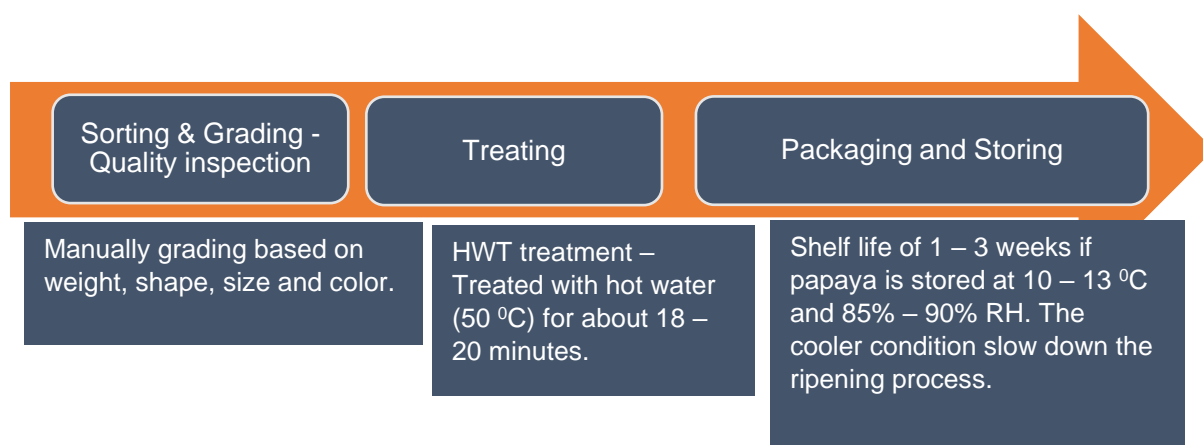 Sorting & Grading -
Quality inspection
Treating
Packaging and Storing
Manually grading based on
weight, shape, size and color.
HWT treatment –
Treated with hot water
(50 ⁰C) for about 18 –
20 minutes.
Shelf life of 1 – 3 weeks if
papaya is stored at 10 – 13 ⁰C
and 85% – 90% RH. The
cooler condition slow down the
ripening process.